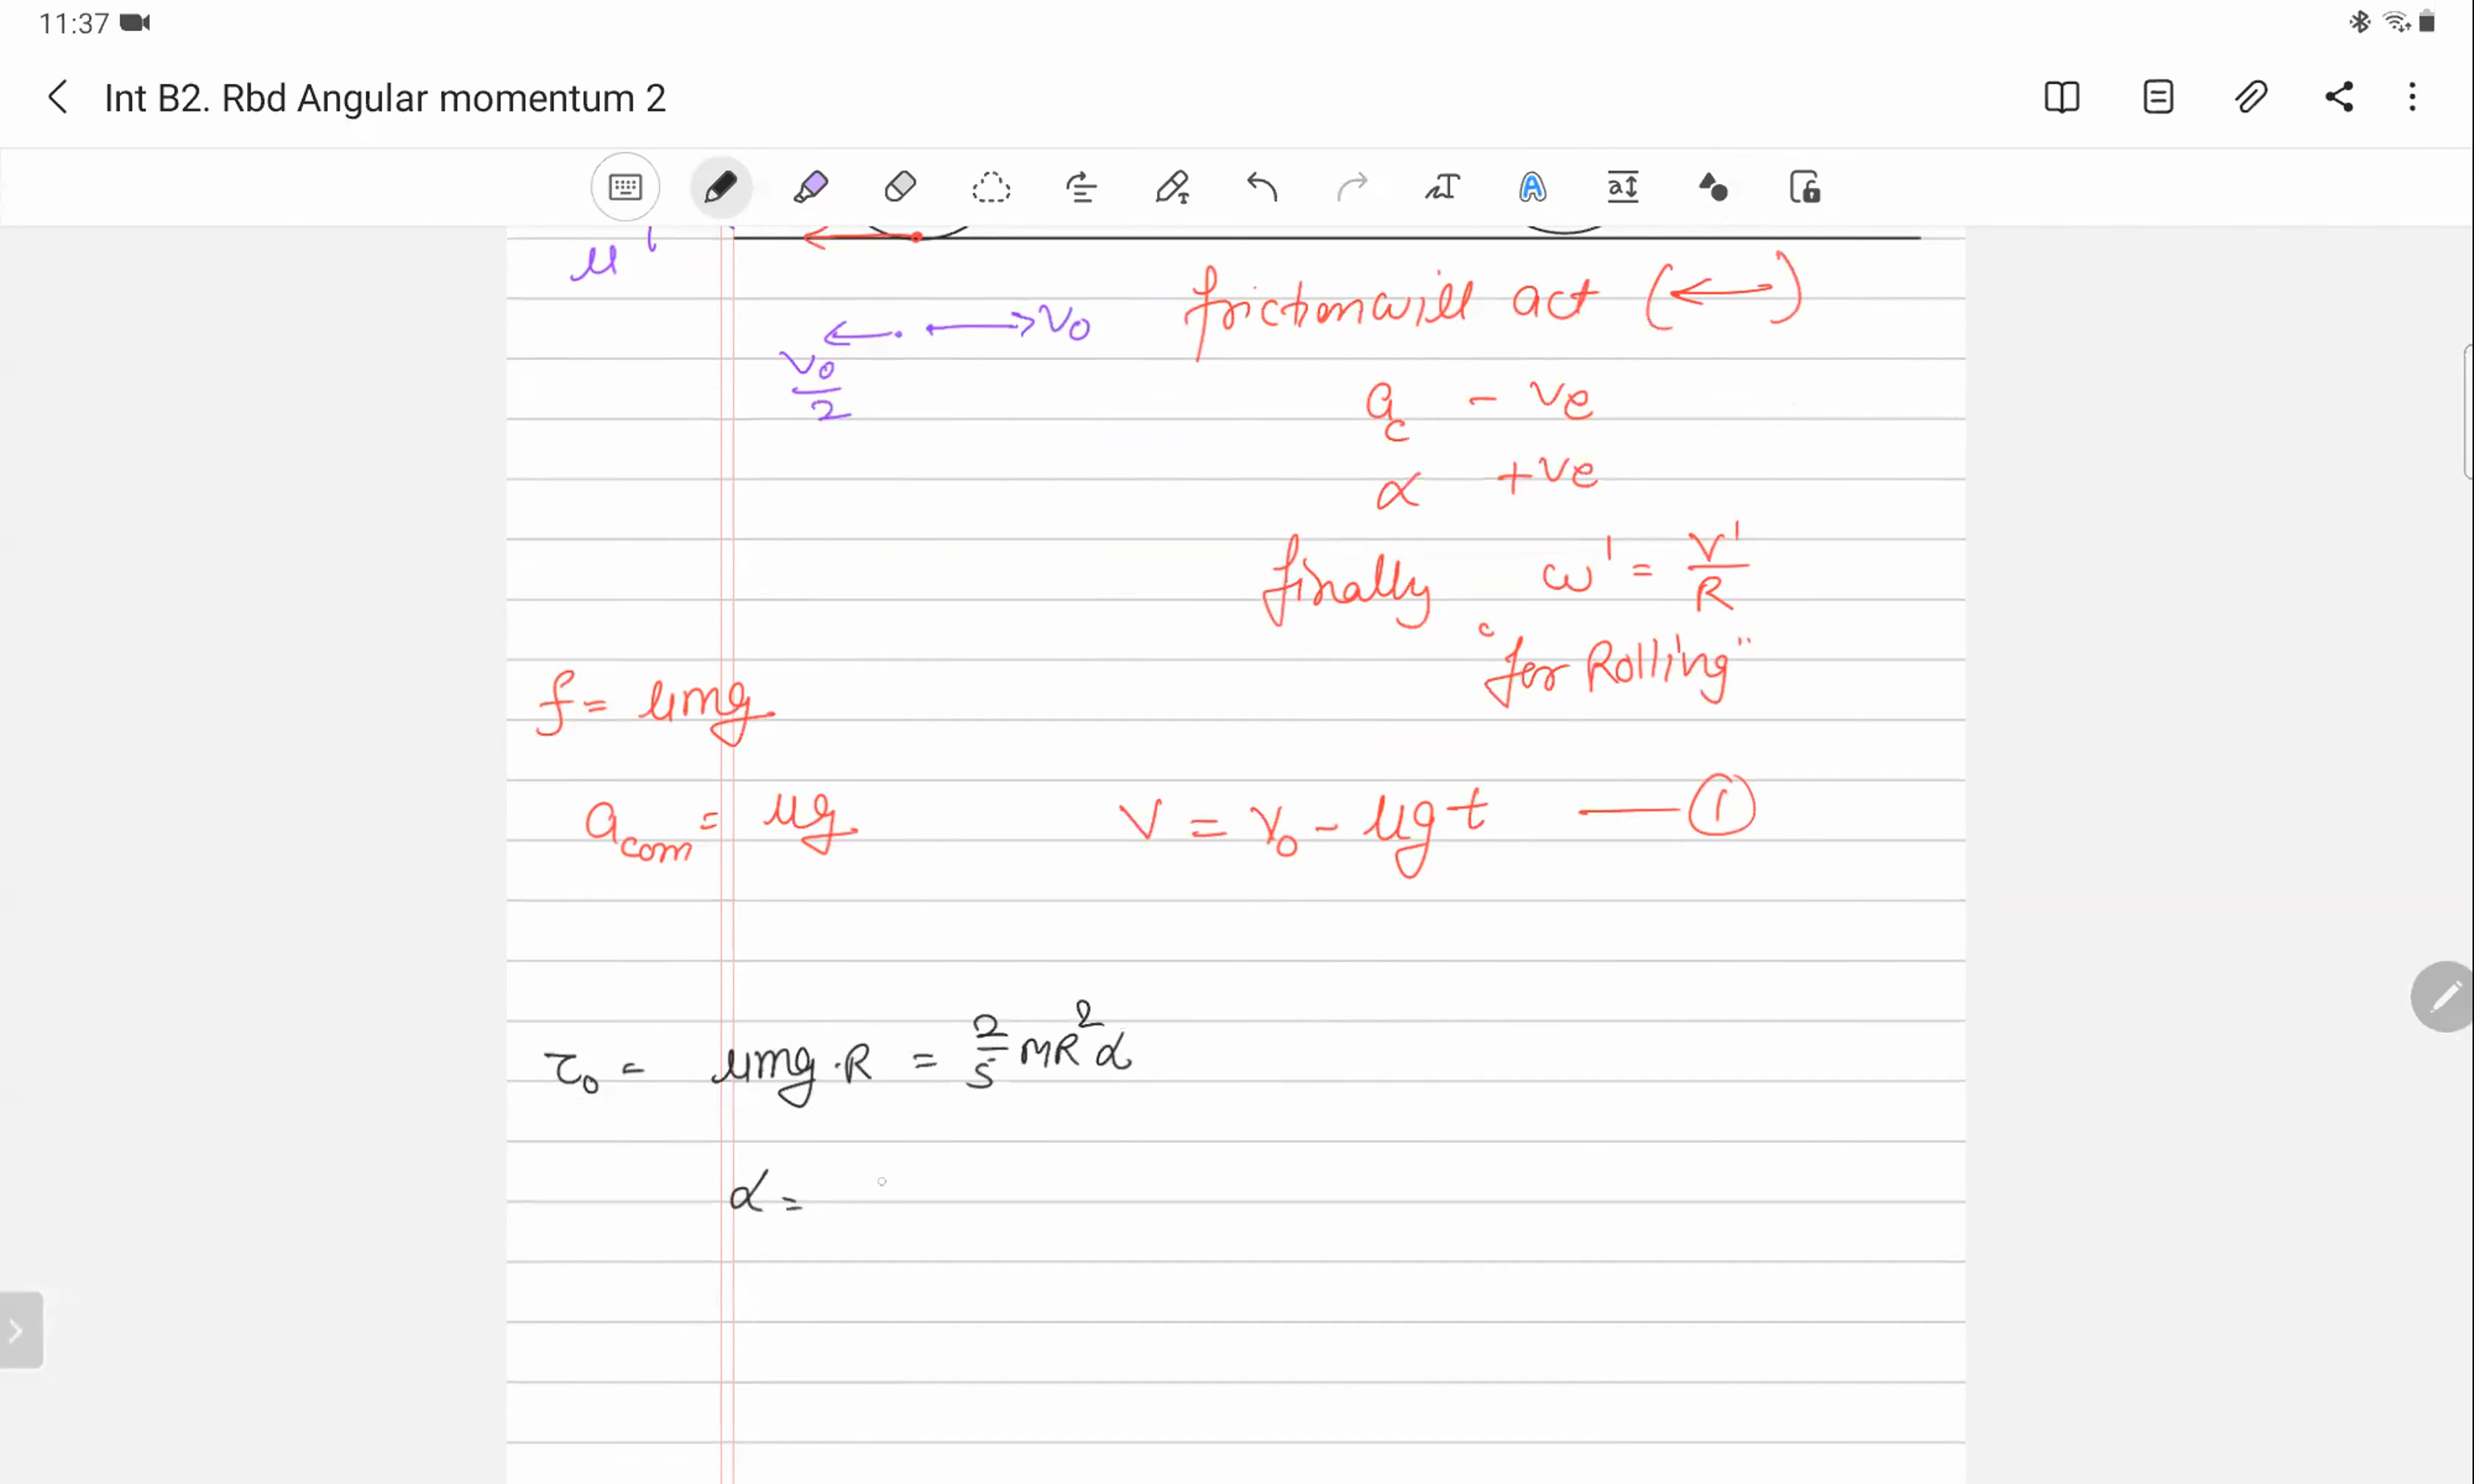 11:37
Int B2. Rbd Angular momentum 2
μ
friction will act (←)
v₀/2 ← · → v₀
a_c - ve
α + ve
finally ω' = v'/R
"for Rolling"
f = μmg
a_com = μg v = v₀ - μgt —— ①
τ₀ = μmg·R = 2/5 mR²α
α =